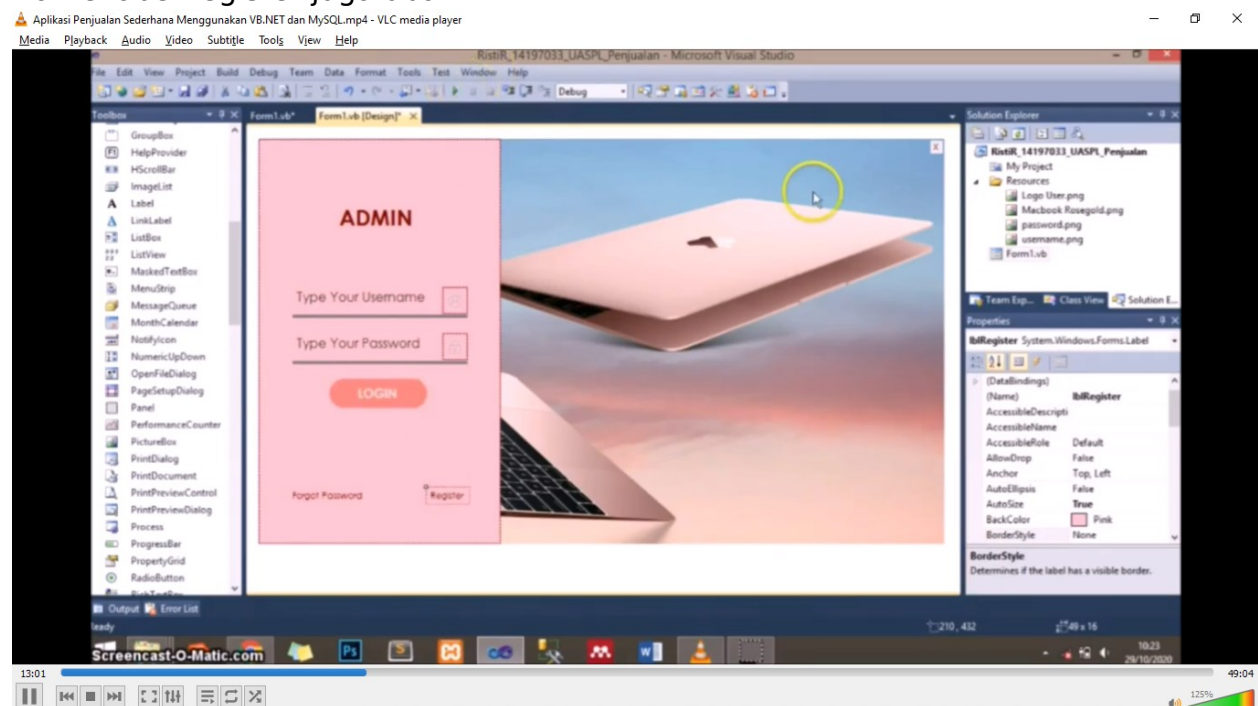 Aplikasi Penjualan Sederhana Menggunakan VB.NET dan MySQL.mp4 - VLC media player
Media Playback Audio Video Subtitle Tools View Help
RistiR_14197033_UASPL_Penjualan - Microsoft Visual Studio
File Edit View Project Build Debug Team Data Format Tools Test Window Help
Debug
Toolbox
Form1.vb*
Form1.vb [Design]*
Solution Explorer
GroupBox
HelpProvider
HScrollBar
ImageList
Label
LinkLabel
ListBox
ListView
MaskedTextBox
MenuStrip
MessageQueue
MonthCalendar
NotifyIcon
NumericUpDown
OpenFileDialog
PageSetupDialog
Panel
PerformanceCounter
PictureBox
PrintDialog
PrintDocument
PrintPreviewControl
PrintPreviewDialog
Process
ProgressBar
PropertyGrid
RadioButton
ADMIN
Type Your Username
Type Your Password
LOGIN
Forgot Password
Register
RistiR_14197033_UASPL_Penjualan
My Project
Resources
Logo User.png
Macbook Rosegold.png
password.png
username.png
Form1.vb
Team Exp... Class View Solution E...
Properties
lblRegister System.Windows.Forms.Label
(DataBindings)
(Name) lblRegister
AccessibleDescripti
AccessibleName
AccessibleRole Default
AllowDrop False
Anchor Top, Left
AutoEllipsis False
AutoSize True
BackColor Pink
BorderStyle None
BorderStyle
Determines if the label has a visible border.
Output Error List
Ready
210, 432
49 x 16
Screencast-O-Matic.com
Ps
10:23
29/10/2020
13:01
49:04
125%